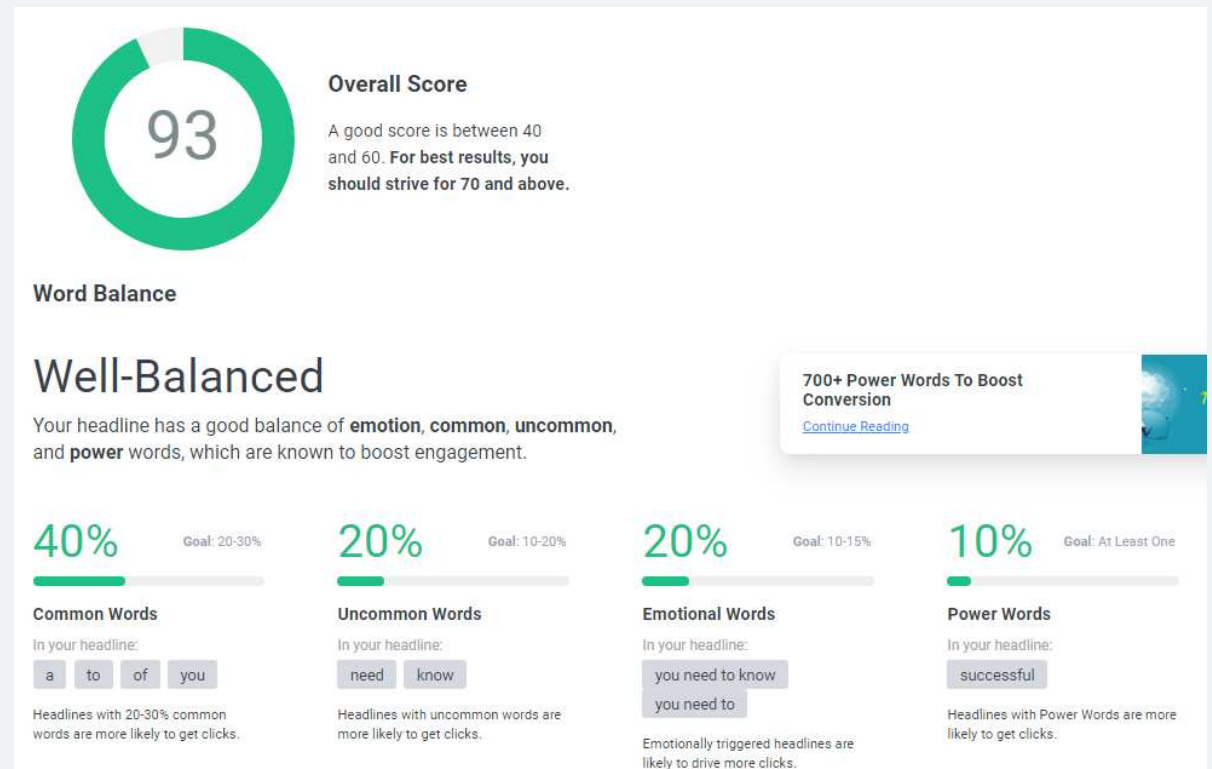 93
Overall Score
A good score is between 40
and 60. For best results, you
should strive for 70 and above.
Word Balance
Well-Balanced
Your headline has a good balance of emotion, common, uncommon,
and power words, which are known to boost engagement.
700+ Power Words To Boost
Conversion
Continue Reading
40% Goal: 20-30%
Common Words
In your headline:
a to of you
Headlines with 20-30% common
words are more likely to get clicks.
20% Goal: 10-20%
Uncommon Words
In your headline:
need know
Headlines with uncommon words are
more likely to get clicks.
20% Goal: 10-15%
Emotional Words
In your headline:
you need to know
you need to
Emotionally triggered headlines are
likely to drive more clicks.
10% Goal: At Least One
Power Words
In your headline:
successful
Headlines with Power Words are more
likely to get clicks.